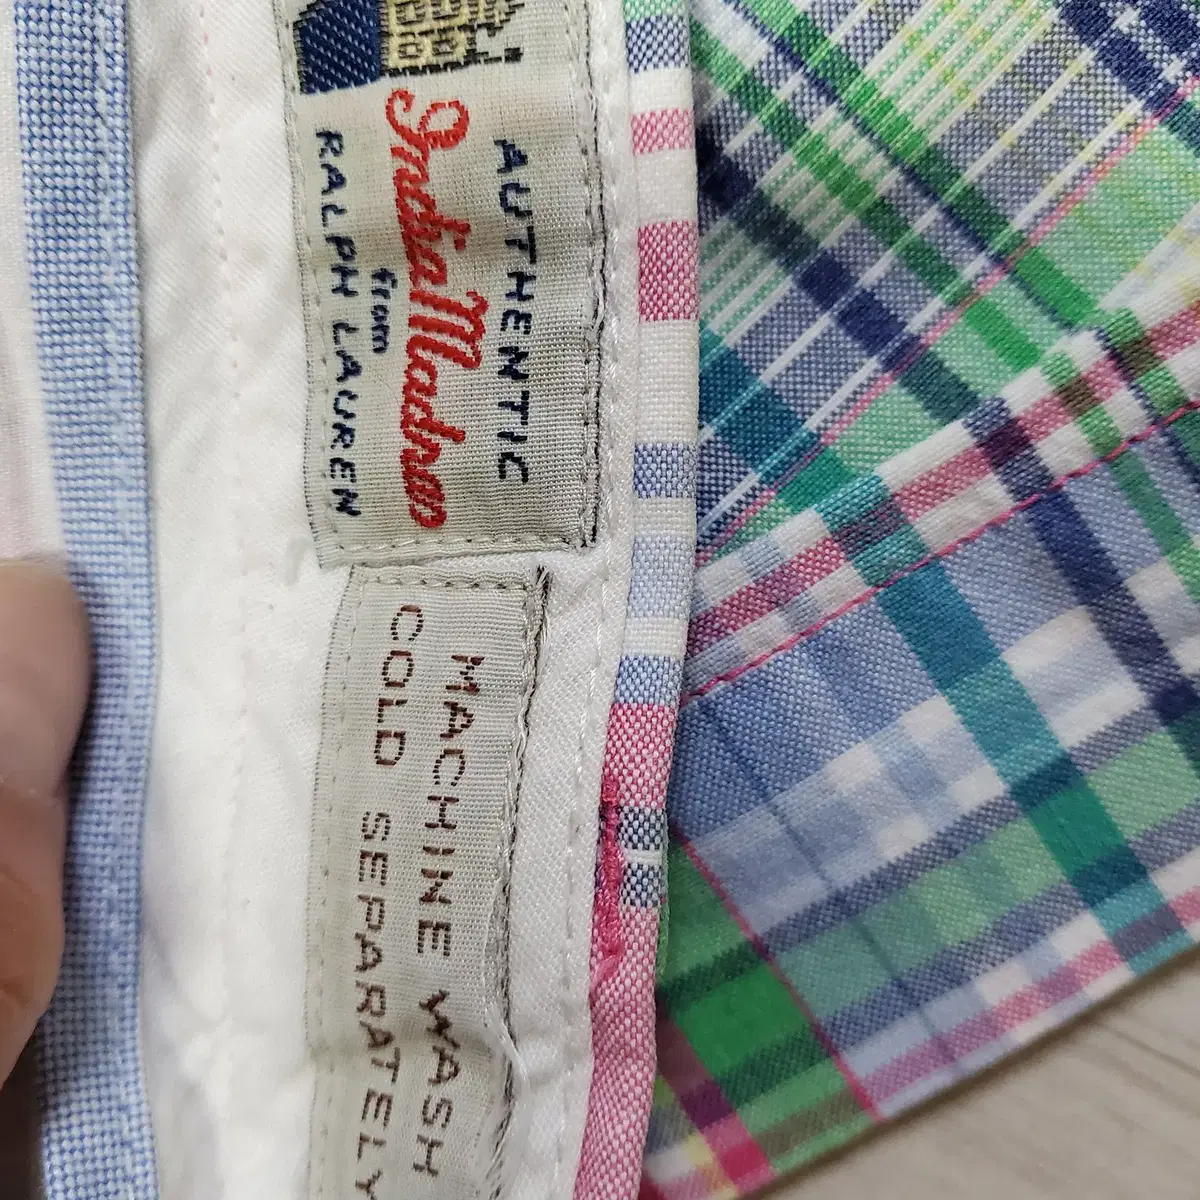 AUTHENTIC
India Madras
from
RALPH LAUREN
MACHINE WASH
COLD SEPARATELY